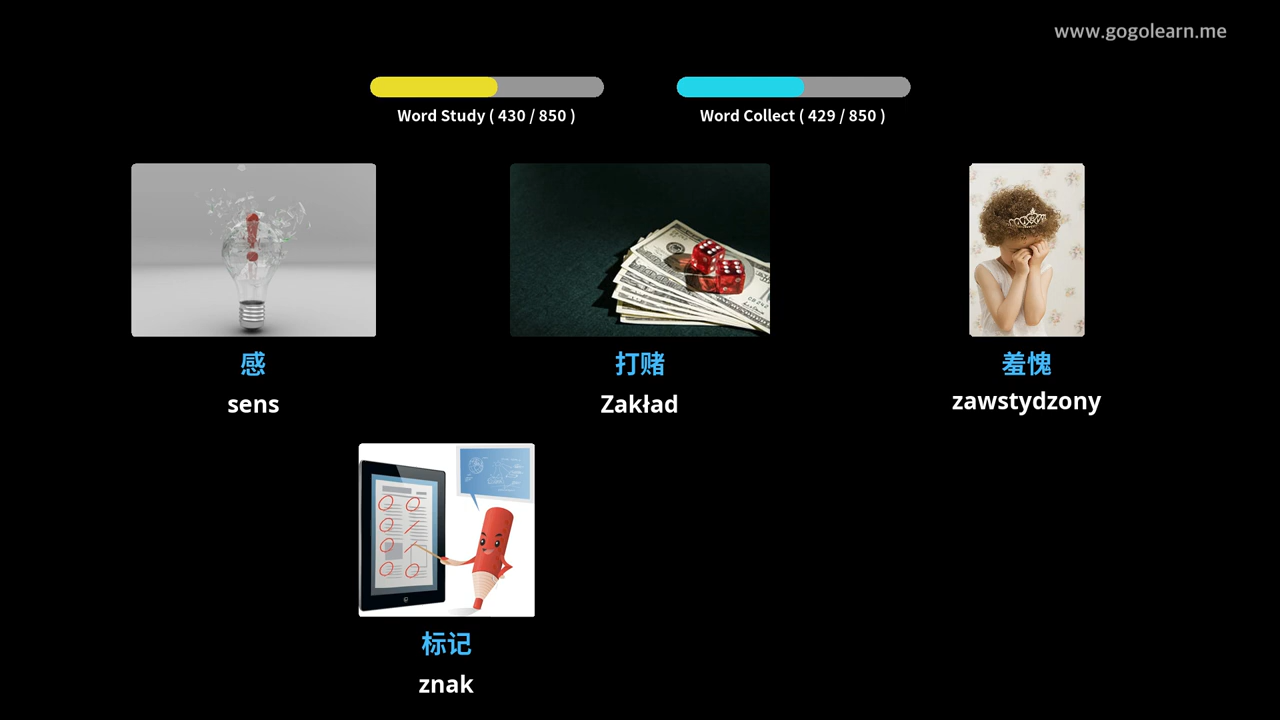 www.gogolearn.me
Word Study ( 430 / 850 )
Word Collect ( 429 / 850 )
感
sens
打赌
Zakład
羞愧
zawstydzony
标记
znak